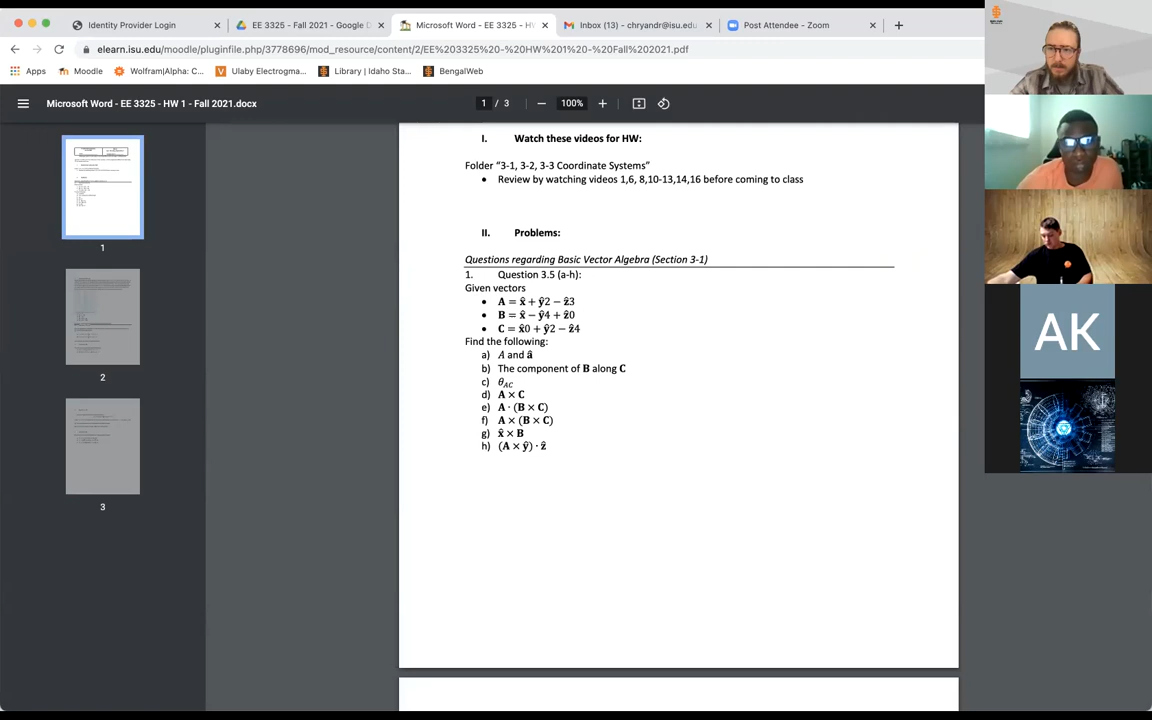 Identity Provider Login
EE 3325 - Fall 2021 - Google D
Microsoft Word - EE 3325 - HW
Inbox (13) - chryandr@isu.edu
Post Attendee - Zoom
elearn.isu.edu/moodle/pluginfile.php/3778696/mod_resource/content/2/EE%203325%20-%20HW%201%20-%20Fall%202021.pdf
Apps
Moodle
Wolfram|Alpha: C...
Ulaby Electrogma...
Library | Idaho Sta...
BengalWeb
Microsoft Word - EE 3325 - HW 1 - Fall 2021.docx
1 / 3
100%
1
2
3
I. Watch these videos for HW:
Folder “3-1, 3-2, 3-3 Coordinate Systems”
• Review by watching videos 1,6, 8,10-13,14,16 before coming to class
II. Problems:
Questions regarding Basic Vector Algebra (Section 3-1)
1. Question 3.5 (a-h):
Given vectors
• A = x̂ + ŷ2 − ẑ3
• B = x̂ − ŷ4 + ẑ0
• C = x̂0 + ŷ2 − ẑ4
Find the following:
a) A and â
b) The component of B along C
c) θ_AC
d) A × C
e) A · (B × C)
f) A × (B × C)
g) x̂ × B
h) (A × ŷ) · ẑ
AK